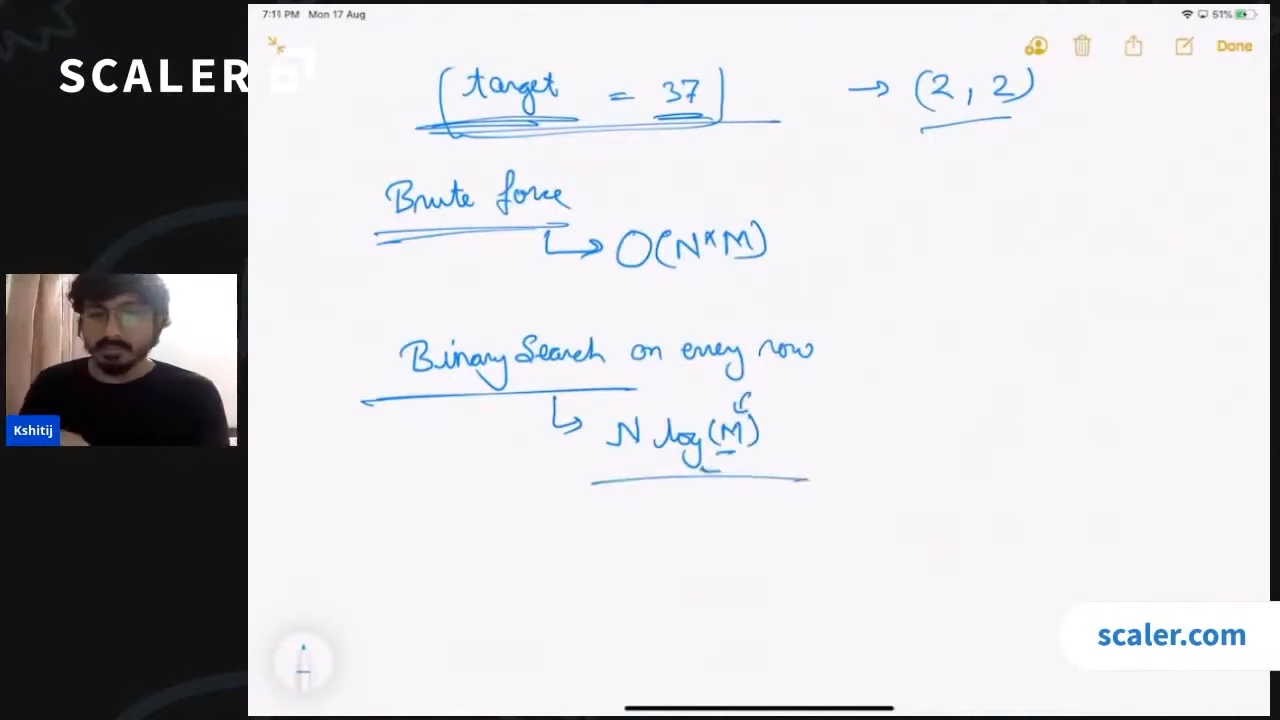 7:11 PM Mon 17 Aug
51%
SCALER
Done
[target = 37] → (2, 2)
Brute force
↳ O(N*M)
Binary Search on every row
↳ N log(M)
Kshitij
scaler.com